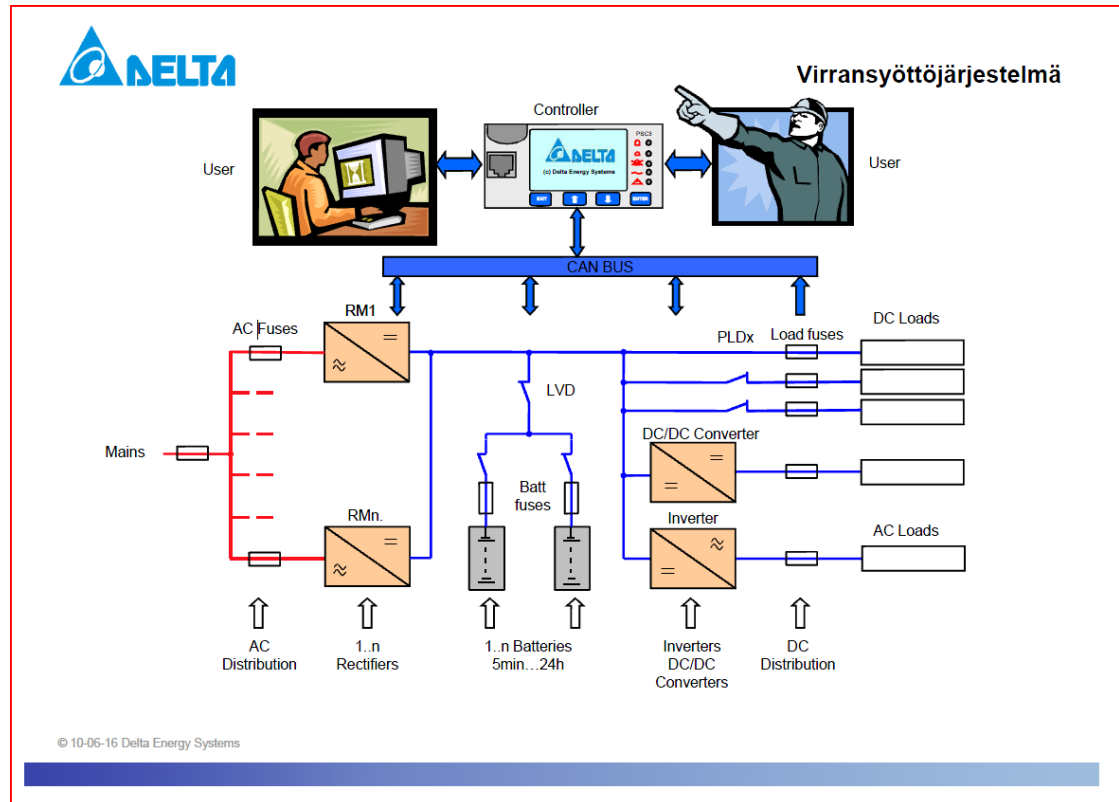 DELTA
Virransyöttöjärjestelmä
Controller
User
PSC3
DELTA
(c) Delta Energy Systems
EXIT
ENTER
User
CAN BUS
RM1
AC Fuses
PLDx
Load fuses
DC Loads
LVD
Mains
DC/DC Converter
Batt
fuses
RMn.
Inverter
AC Loads
AC
Distribution
1..n
Rectifiers
1..n Batteries
5min...24h
Inverters
DC/DC
Converters
DC
Distribution
© 10-06-16 Delta Energy Systems